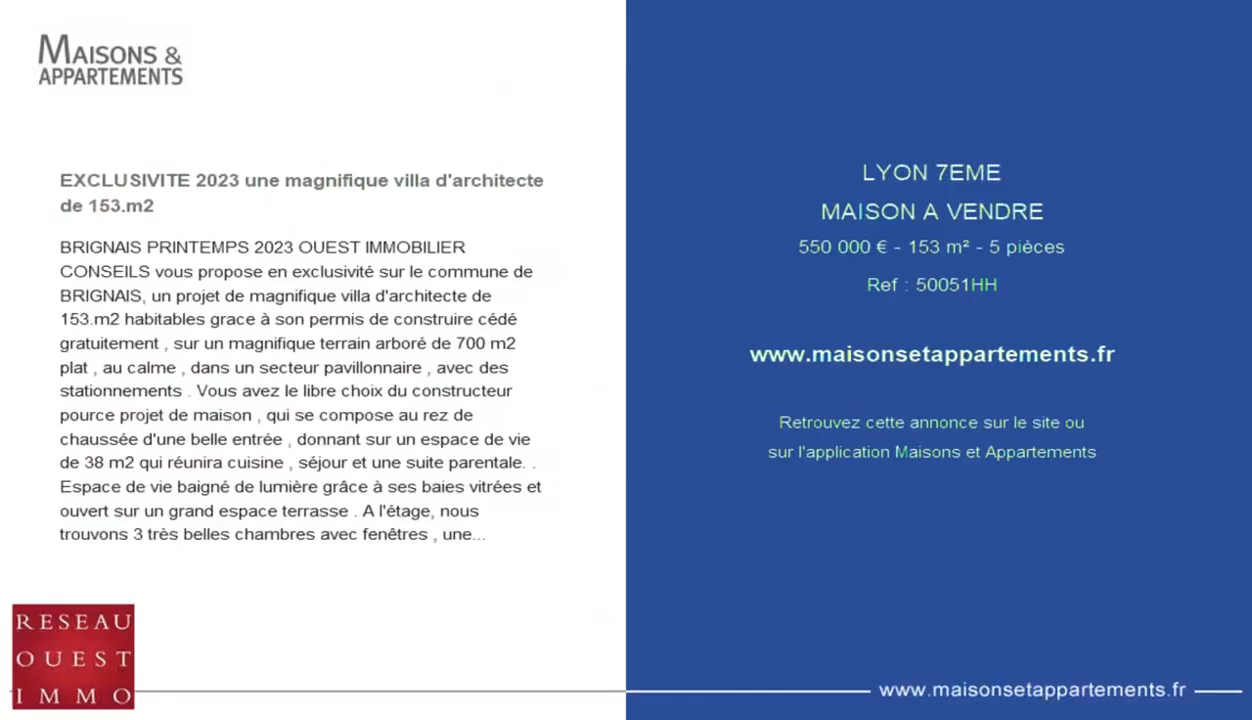 MAISONS &
APPARTEMENTS
EXCLUSIVITE 2023 une magnifique villa d'architecte
de 153.m2
BRIGNAIS PRINTEMPS 2023 OUEST IMMOBILIER
CONSEILS vous propose en exclusivité sur le commune de
BRIGNAIS, un projet de magnifique villa d'architecte de
153.m2 habitables grace à son permis de construire cédé
gratuitement , sur un magnifique terrain arboré de 700 m2
plat , au calme , dans un secteur pavillonnaire , avec des
stationnements . Vous avez le libre choix du constructeur
pource projet de maison , qui se compose au rez de
chaussée d'une belle entrée , donnant sur un espace de vie
de 38 m2 qui réunira cuisine , séjour et une suite parentale. .
Espace de vie baigné de lumière grâce à ses baies vitrées et
ouvert sur un grand espace terrasse . A l'étage, nous
trouvons 3 très belles chambres avec fenêtres , une...
RESEAU
OUEST
IMMO
LYON 7EME
MAISON A VENDRE
550 000 € - 153 m² - 5 pièces
Ref : 50051HH
www.maisonsetappartements.fr
Retrouvez cette annonce sur le site ou
sur l'application Maisons et Appartements
www.maisonsetappartements.fr